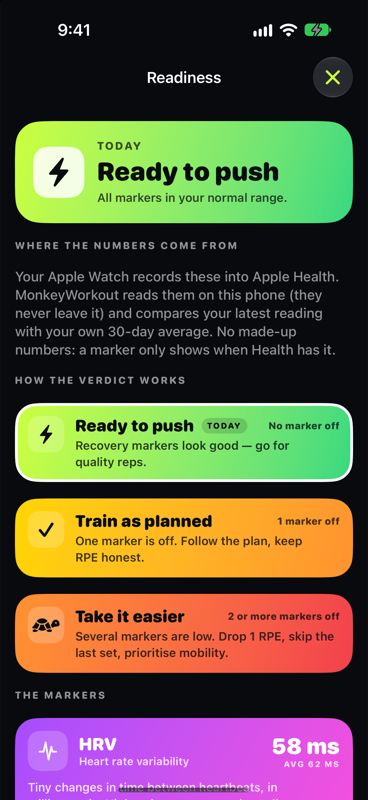 9:41
Readiness
TODAY
Ready to push
All markers in your normal range.
WHERE THE NUMBERS COME FROM
Your Apple Watch records these into Apple Health.
MonkeyWorkout reads them on this phone (they
never leave it) and compares your latest reading
with your own 30-day average. No made-up
numbers: a marker only shows when Health has it.
HOW THE VERDICT WORKS
Ready to push TODAY No marker off
Recovery markers look good — go for
quality reps.
Train as planned 1 marker off
One marker is off. Follow the plan, keep
RPE honest.
Take it easier 2 or more markers off
Several markers are low. Drop 1 RPE, skip the
last set, prioritise mobility.
THE MARKERS
HRV 58 ms
Heart rate variability AVG 62 MS
Tiny changes in time between heartbeats, in